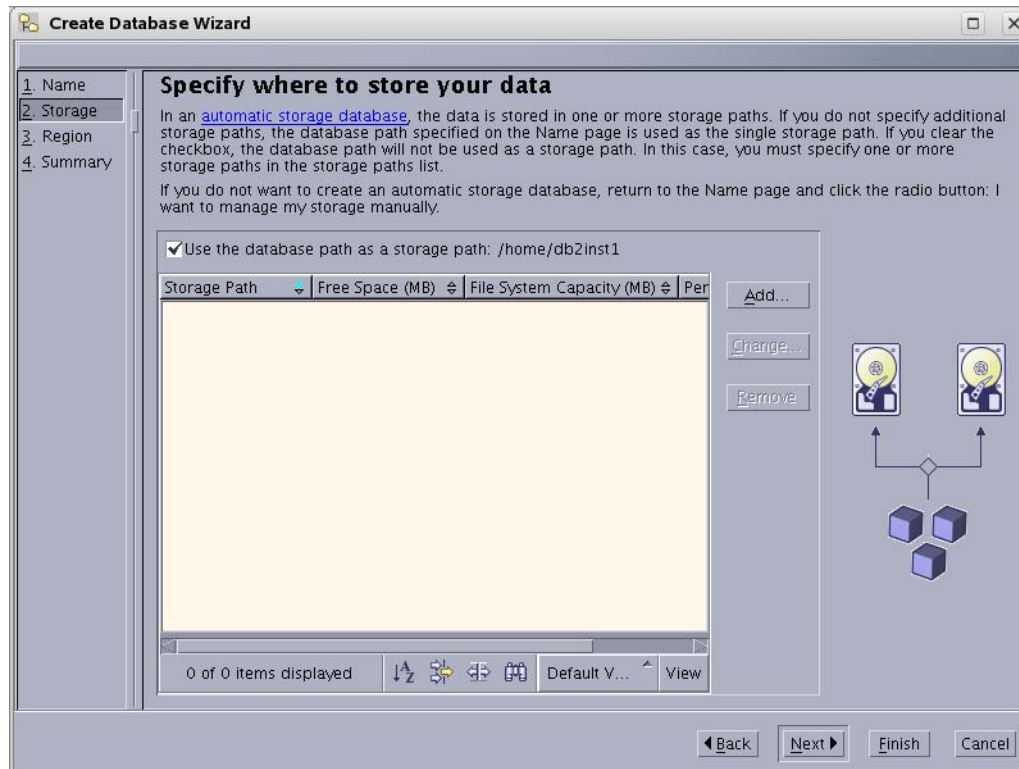 Create Database Wizard
1. Name
2. Storage
3. Region
4. Summary
Specify where to store your data
In an automatic storage database, the data is stored in one or more storage paths. If you do not specify additional
storage paths, the database path specified on the Name page is used as the single storage path. If you clear the
checkbox, the database path will not be used as a storage path. In this case, you must specify one or more
storage paths in the storage paths list.
If you do not want to create an automatic storage database, return to the Name page and click the radio button: I
want to manage my storage manually.
Use the database path as a storage path: /home/db2inst1
Storage Path Free Space (MB) File System Capacity (MB) Per
Add...
Change...
Remove
0 of 0 items displayed A Z Default V... View
Back Next Finish Cancel